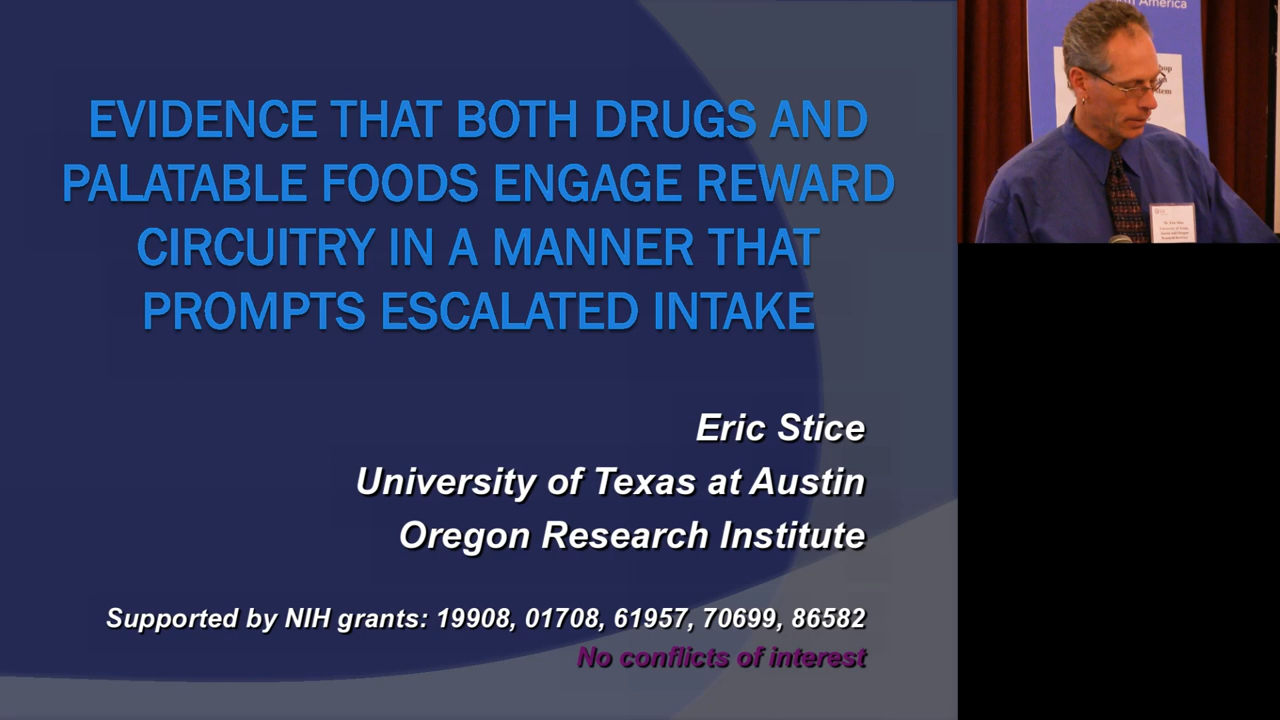 EVIDENCE THAT BOTH DRUGS AND
PALATABLE FOODS ENGAGE REWARD
CIRCUITRY IN A MANNER THAT
PROMPTS ESCALATED INTAKE
Eric Stice
University of Texas at Austin
Oregon Research Institute
Supported by NIH grants: 19908, 01708, 61957, 70699, 86582
No conflicts of interest
America